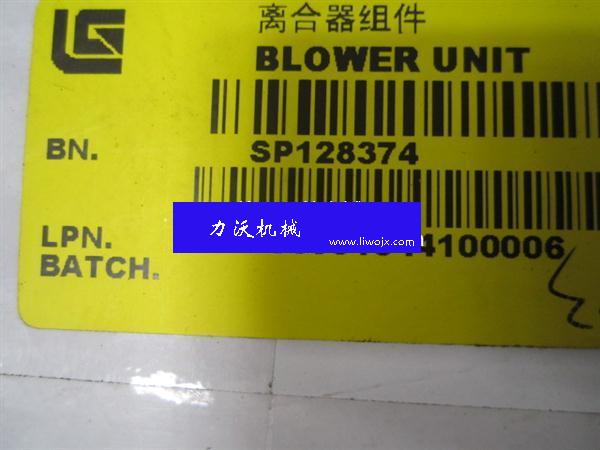 离合器组件
BLOWER UNIT
BN.
SP128374
力沃机械
www.liwojx.com
LPN.
4100006
BATCH.